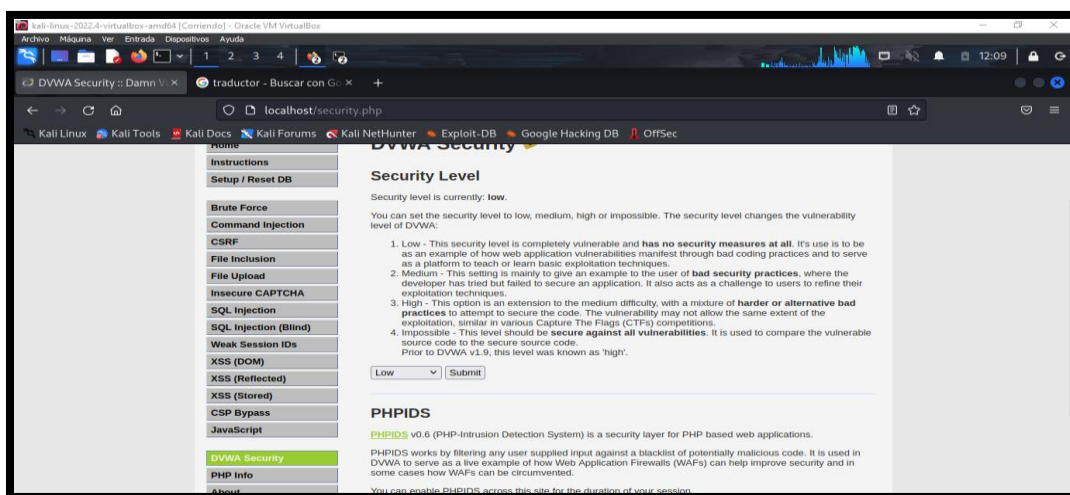 kali-linux-2022.4-virtualbox-amd64 [Corriendo] - Oracle VM VirtualBox
Archivo Máquina Ver Entrada Dispositivos Ayuda
1 2 3 4
12:09
DVWA Security :: Damn V
traductor - Buscar con Go
localhost/security.php
Kali Linux Kali Tools Kali Docs Kali Forums Kali NetHunter Exploit-DB Google Hacking DB OffSec
Home
Instructions
Setup / Reset DB
Brute Force
Command Injection
CSRF
File Inclusion
File Upload
Insecure CAPTCHA
SQL Injection
SQL Injection (Blind)
Weak Session IDs
XSS (DOM)
XSS (Reflected)
XSS (Stored)
CSP Bypass
JavaScript
DVWA Security
PHP Info
About
DVWA Security
Security Level
Security level is currently: low.
You can set the security level to low, medium, high or impossible. The security level changes the vulnerability
level of DVWA:
1. Low - This security level is completely vulnerable and has no security measures at all. It's use is to be
as an example of how web application vulnerabilities manifest through bad coding practices and to serve
as a platform to teach or learn basic exploitation techniques.
2. Medium - This setting is mainly to give an example to the user of bad security practices, where the
developer has tried but failed to secure an application. It also acts as a challenge to users to refine their
exploitation techniques.
3. High - This option is an extension to the medium difficulty, with a mixture of harder or alternative bad
practices to attempt to secure the code. The vulnerability may not allow the same extent of the
exploitation, similar in various Capture The Flags (CTFs) competitions.
4. Impossible - This level should be secure against all vulnerabilities. It is used to compare the vulnerable
source code to the secure source code.
Prior to DVWA v1.9, this level was known as 'high'.
Low Submit
PHPIDS
PHPIDS v0.6 (PHP-Intrusion Detection System) is a security layer for PHP based web applications.
PHPIDS works by filtering any user supplied input against a blacklist of potentially malicious code. It is used in
DVWA to serve as a live example of how Web Application Firewalls (WAFs) can help improve security and in
some cases how WAFs can be circumvented.
You can enable PHPIDS across this site for the duration of your session.